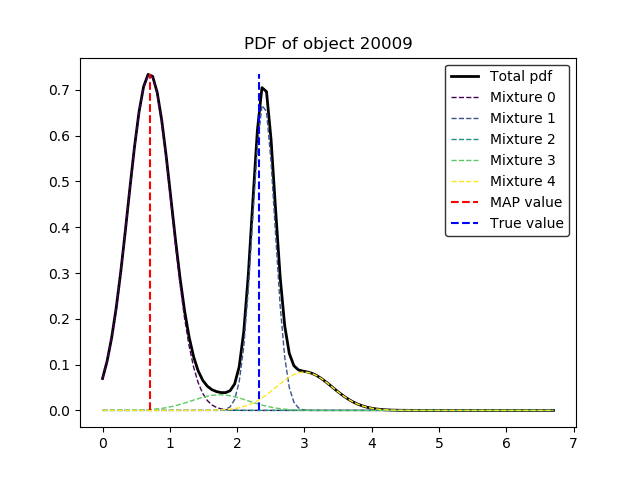 PDF of object 20009
Total pdf
Mixture 0
Mixture 1
Mixture 2
Mixture 3
Mixture 4
MAP value
True value
0.7
0.6
0.5
0.4
0.3
0.2
0.1
0.0
0 1 2 3 4 5 6 7